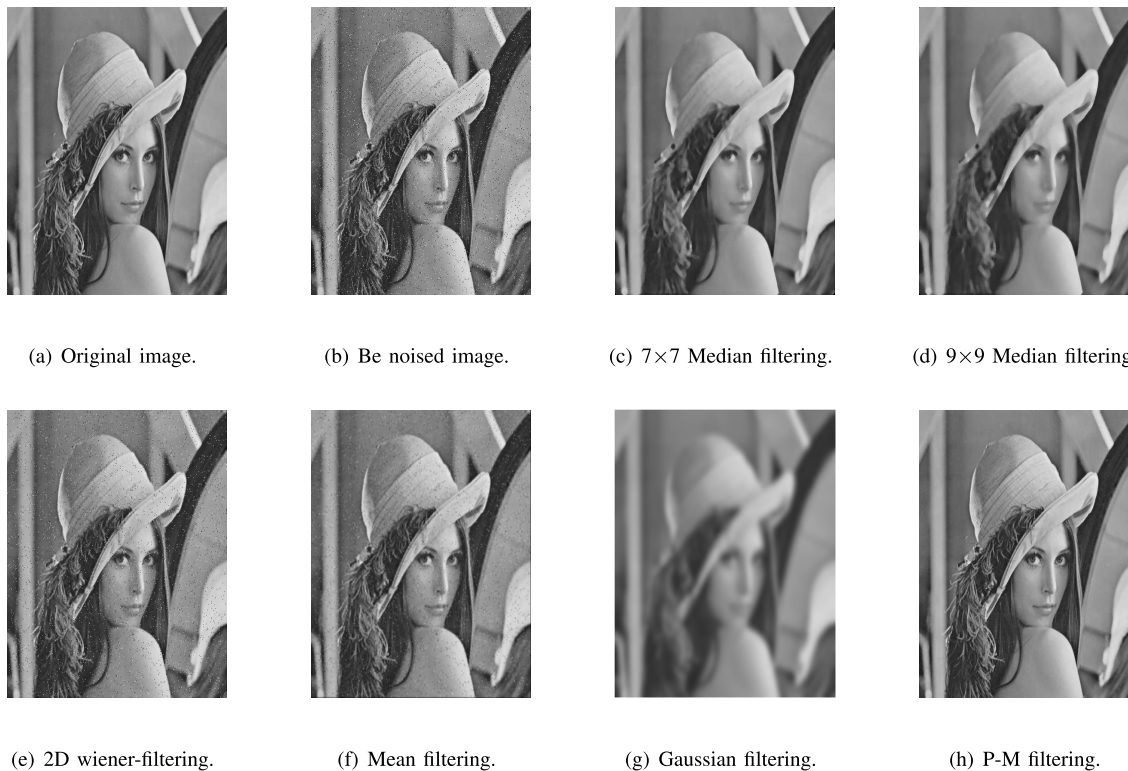 (a) Original image.
(b) Be noised image.
(c) 7×7 Median filtering.
(d) 9×9 Median filtering
(e) 2D wiener-filtering.
(f) Mean filtering.
(g) Gaussian filtering.
(h) P-M filtering.